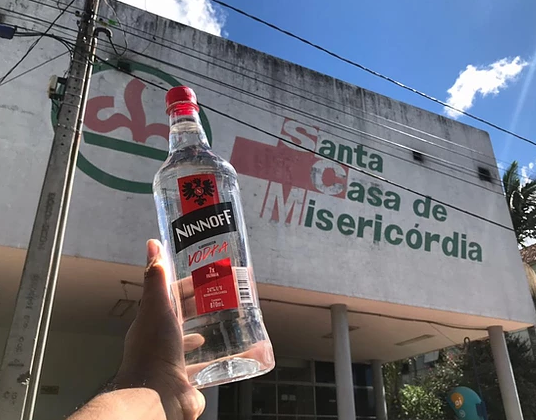 Santa
Casa de
Misericórdia
NINNOFF
VODKA